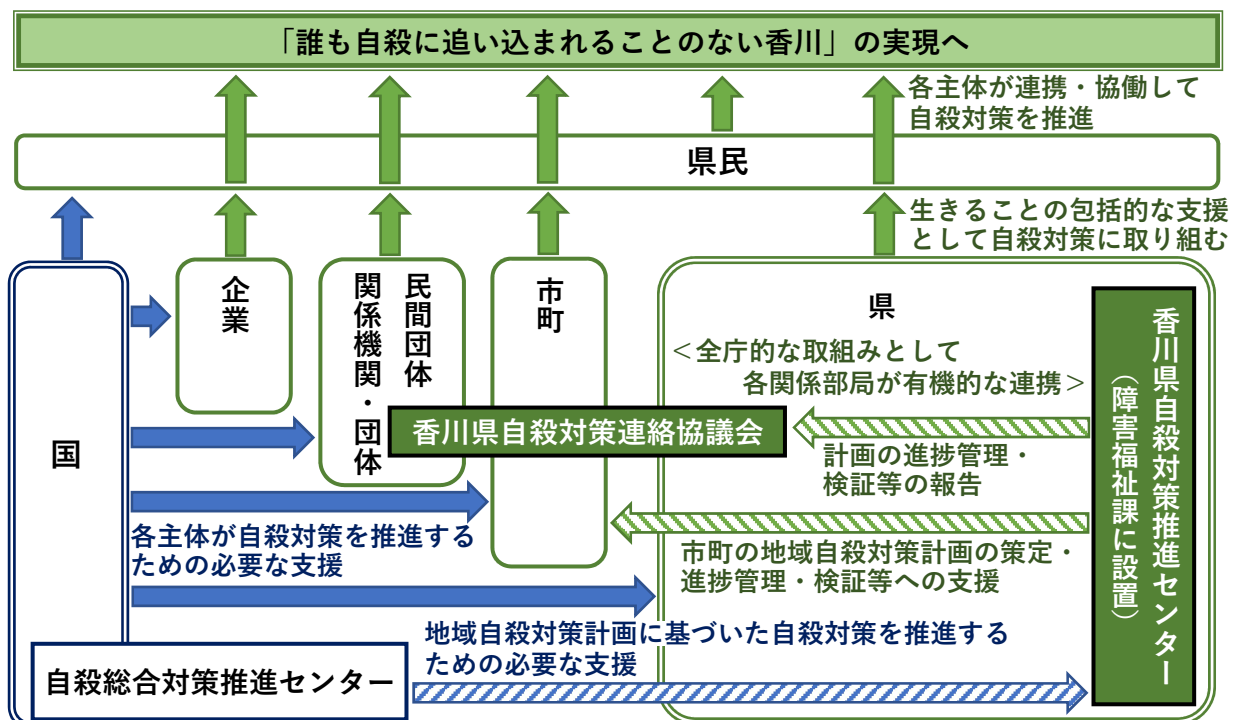 「誰も自殺に追い込まれることのない香川」の実現へ
各主体が連携・協働して
自殺対策を推進
県民
生きることの包括的な支援
として自殺対策に取り組む
国
企業
民間団体
関係機関・団体
市町
県
＜全庁的な取組みとして
各関係部局が有機的な連携＞
香川県自殺対策推進センター
（障害福祉課に設置）
香川県自殺対策連絡協議会
計画の進捗管理・
検証等の報告
各主体が自殺対策を推進する
ための必要な支援
市町の地域自殺対策計画の策定・
進捗管理・検証等への支援
地域自殺対策計画に基づいた自殺対策を推進する
ための必要な支援
自殺総合対策推進センター